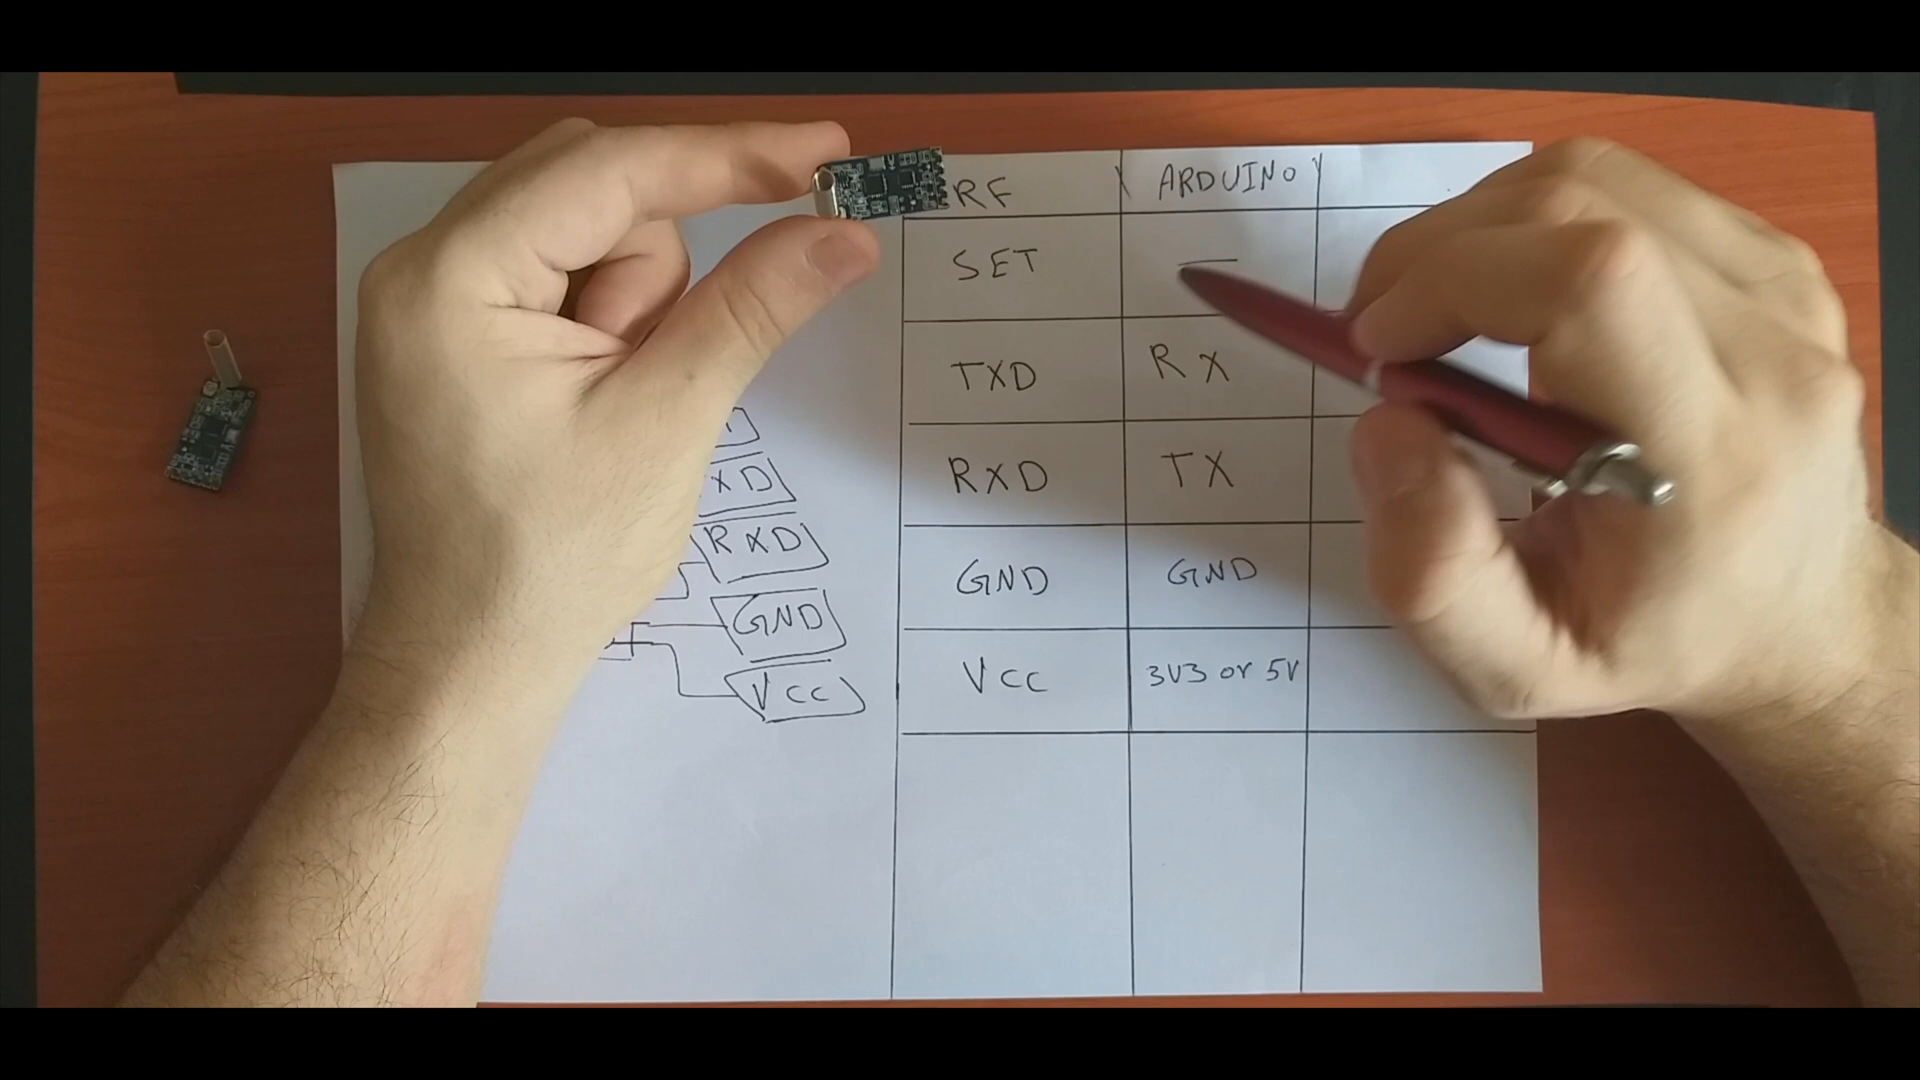 RF ARDUINO
SET —
TXD RX
RXD TX
GND GND
VCC 3V3 or 5V
XD
RXD
GND
VCC